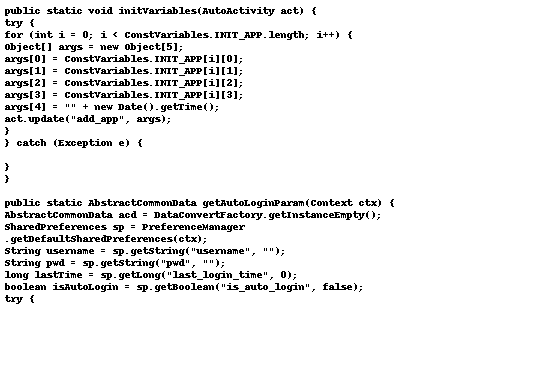 public static void initVariables(AutoActivity act) {
try {
for (int i = 0; i < ConstVariables.INIT_APP.length; i++) {
Object[] args = new Object[5];
args[0] = ConstVariables.INIT_APP[i][0];
args[1] = ConstVariables.INIT_APP[i][1];
args[2] = ConstVariables.INIT_APP[i][2];
args[3] = ConstVariables.INIT_APP[i][3];
args[4] = "" + new Date().getTime();
act.update("add_app", args);
}
} catch (Exception e) {

}
}

public static AbstractCommonData getAutoLoginParam(Context ctx) {
AbstractCommonData acd = DataConvertFactory.getInstanceEmpty();
SharedPreferences sp = PreferenceManager
.getDefaultSharedPreferences(ctx);
String username = sp.getString("username", "");
String pwd = sp.getString("pwd", "");
long lastTime = sp.getLong("last_login_time", 0);
boolean isAutoLogin = sp.getBoolean("is_auto_login", false);
try {